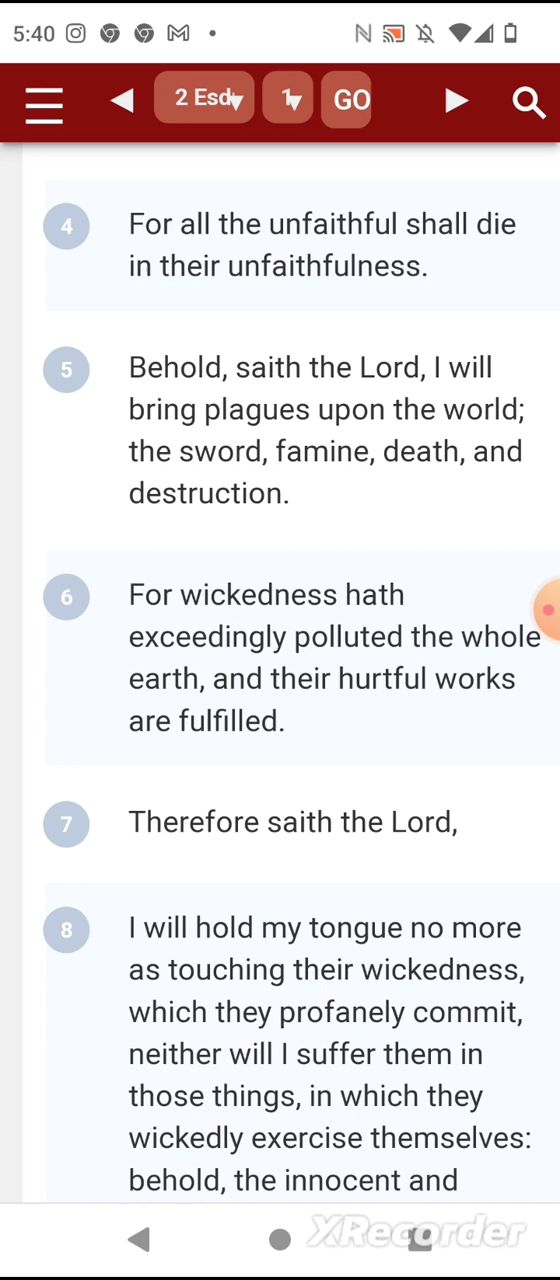 5:40
2 Esd
1
GO
4 For all the unfaithful shall die
in their unfaithfulness.
5 Behold, saith the Lord, I will
bring plagues upon the world;
the sword, famine, death, and
destruction.
6 For wickedness hath
exceedingly polluted the whole
earth, and their hurtful works
are fulfilled.
7 Therefore saith the Lord,
8 I will hold my tongue no more
as touching their wickedness,
which they profanely commit,
neither will I suffer them in
those things, in which they
wickedly exercise themselves:
behold, the innocent and
XRecorder